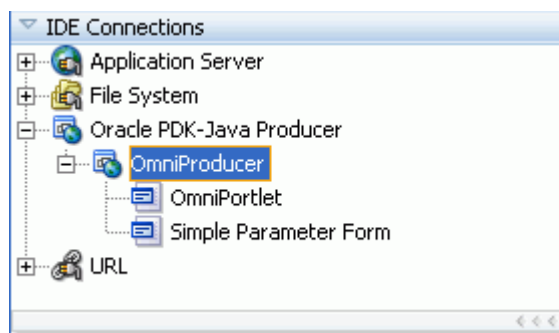 IDE Connections
Application Server
File System
Oracle PDK-Java Producer
OmniProducer
OmniPortlet
Simple Parameter Form
URL